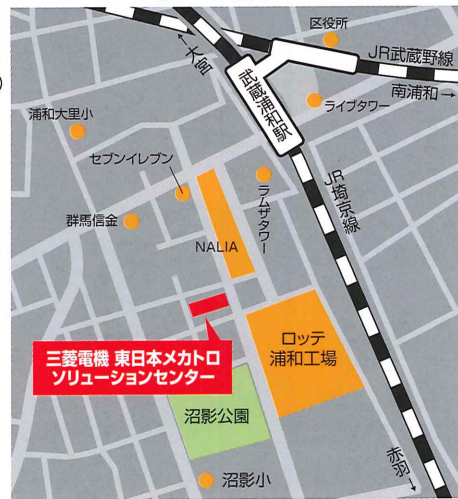 区役所
JR武蔵野線
↖大宮
南浦和→
武蔵浦和駅
ライブタワー
浦和大里小
セブンイレブン
ラムザタワー
JR埼京線
群馬信金
NALIA
三菱電機 東日本メカトロ
ソリューションセンター
ロッテ
浦和工場
沼影公園
赤羽↘
沼影小
)